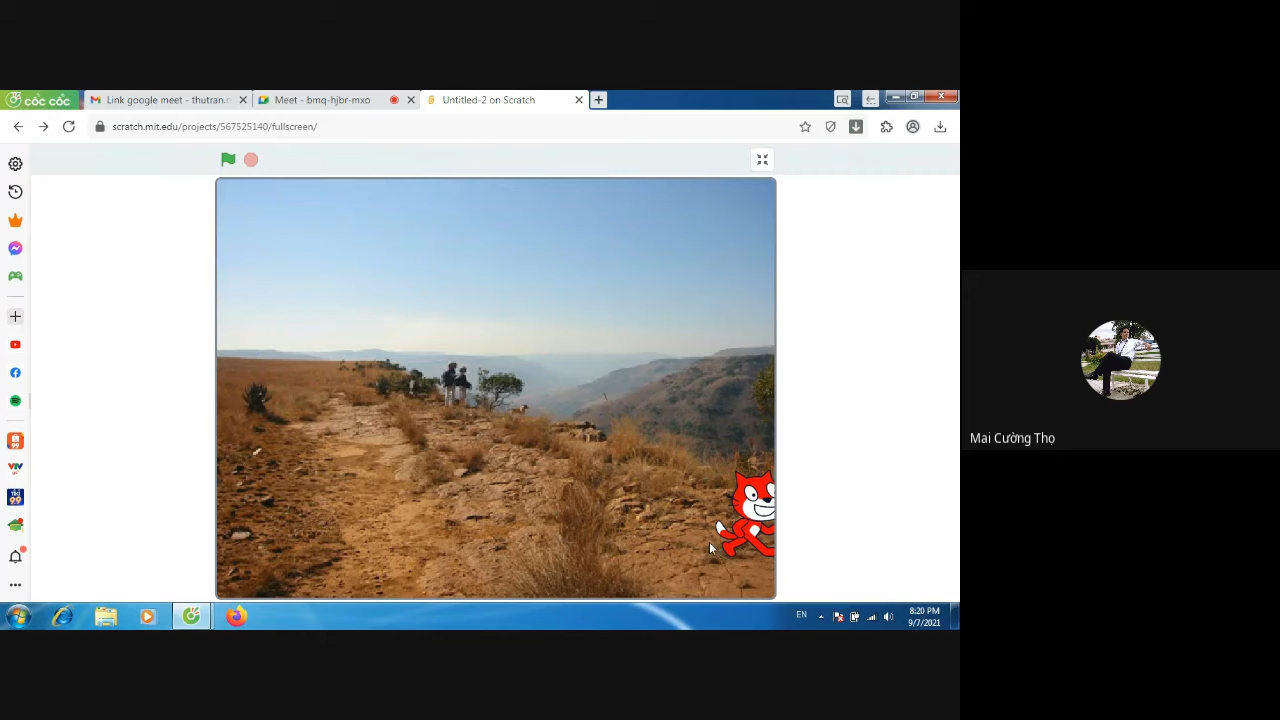 cốc cốc
Link google meet - thutran.n
Meet - bmq-hjbr-mxo
Untitled-2 on Scratch
scratch.mit.edu/projects/567525140/fullscreen/
Mai Cường Thọ
EN
8:20 PM
9/7/2021